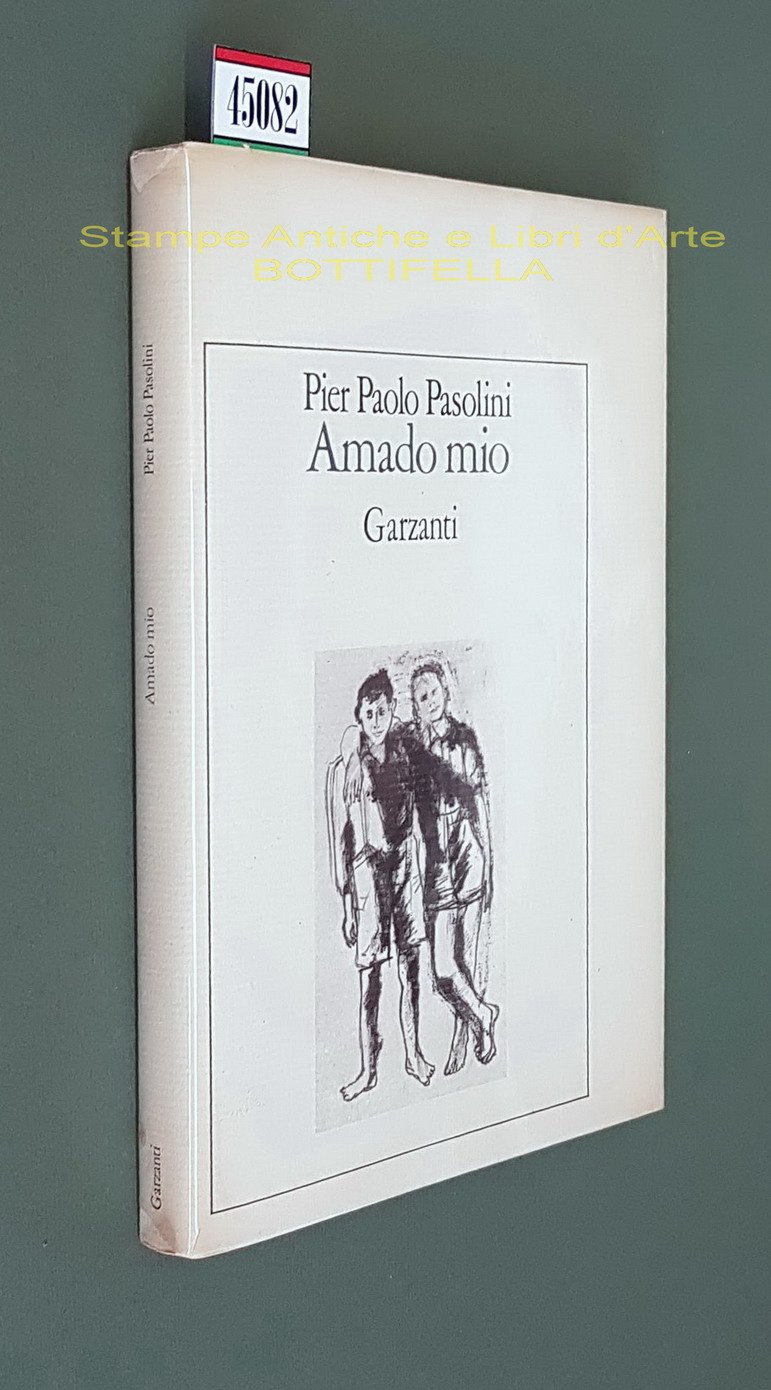 45082
Stampe Antiche e Libri d'Arte
BOTTIFELLA
Pier Paolo Pasolini
Amado mio
Garzanti
Pier Paolo Pasolini
Amado mio
Garzanti